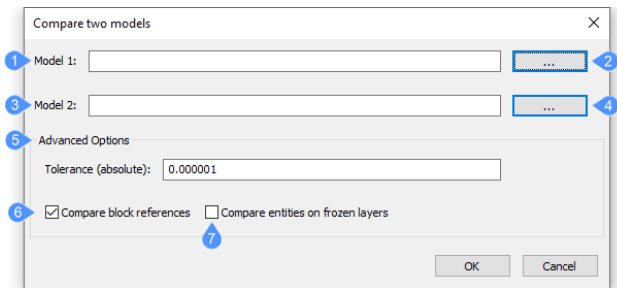 Compare two models
1 Model 1: ... 2
3 Model 2: ... 4
5 Advanced Options
Tolerance (absolute): 0.000001
6 Compare block references Compare entities on frozen layers
7
OK Cancel